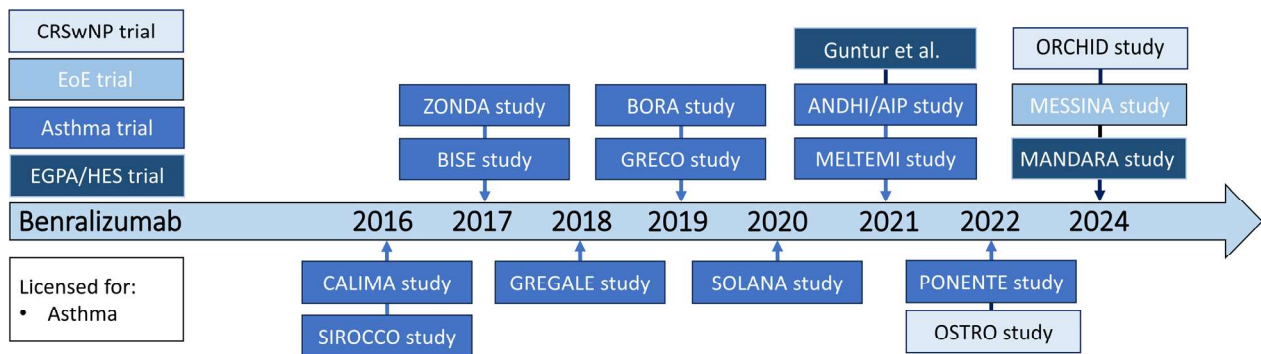 CRSwNP trial
EoE trial
Asthma trial
EGPA/HES trial
ZONDA study
BISE study
BORA study
GRECO study
Guntur et al.
ANDHI/AIP study
MELTEMI study
ORCHID study
MESSINA study
MANDARA study
Benralizumab 2016 2017 2018 2019 2020 2021 2022 2024
Licensed for:
• Asthma
CALIMA study
SIROCCO study
GREGALE study
SOLANA study
PONENTE study
OSTRO study